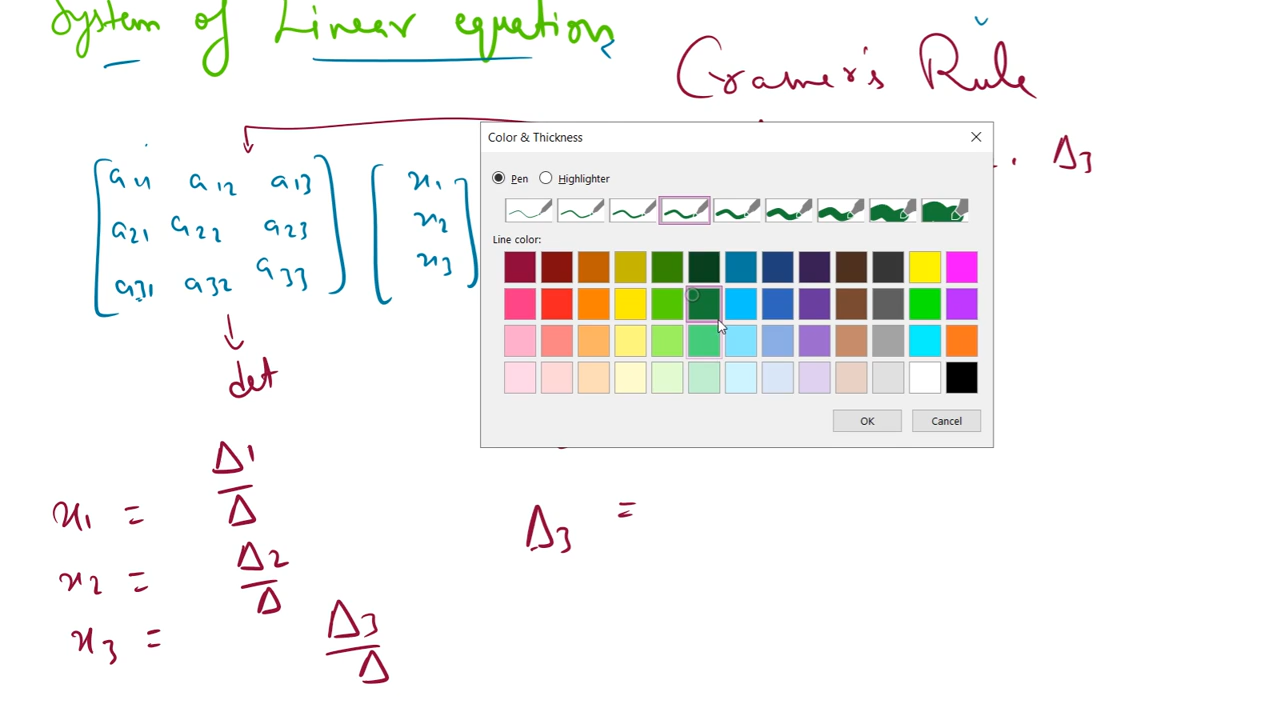 System of Linear equation
Cramer's Rule
Δ3
a11 a12 a13
a21 a22 a23
a31 a32 a33
x1
x2
x3
det
Color & Thickness
Pen Highlighter
Line color:
OK Cancel
x1 = Δ1/Δ
x2 = Δ2/Δ
x3 = Δ3/Δ
Δ3 =